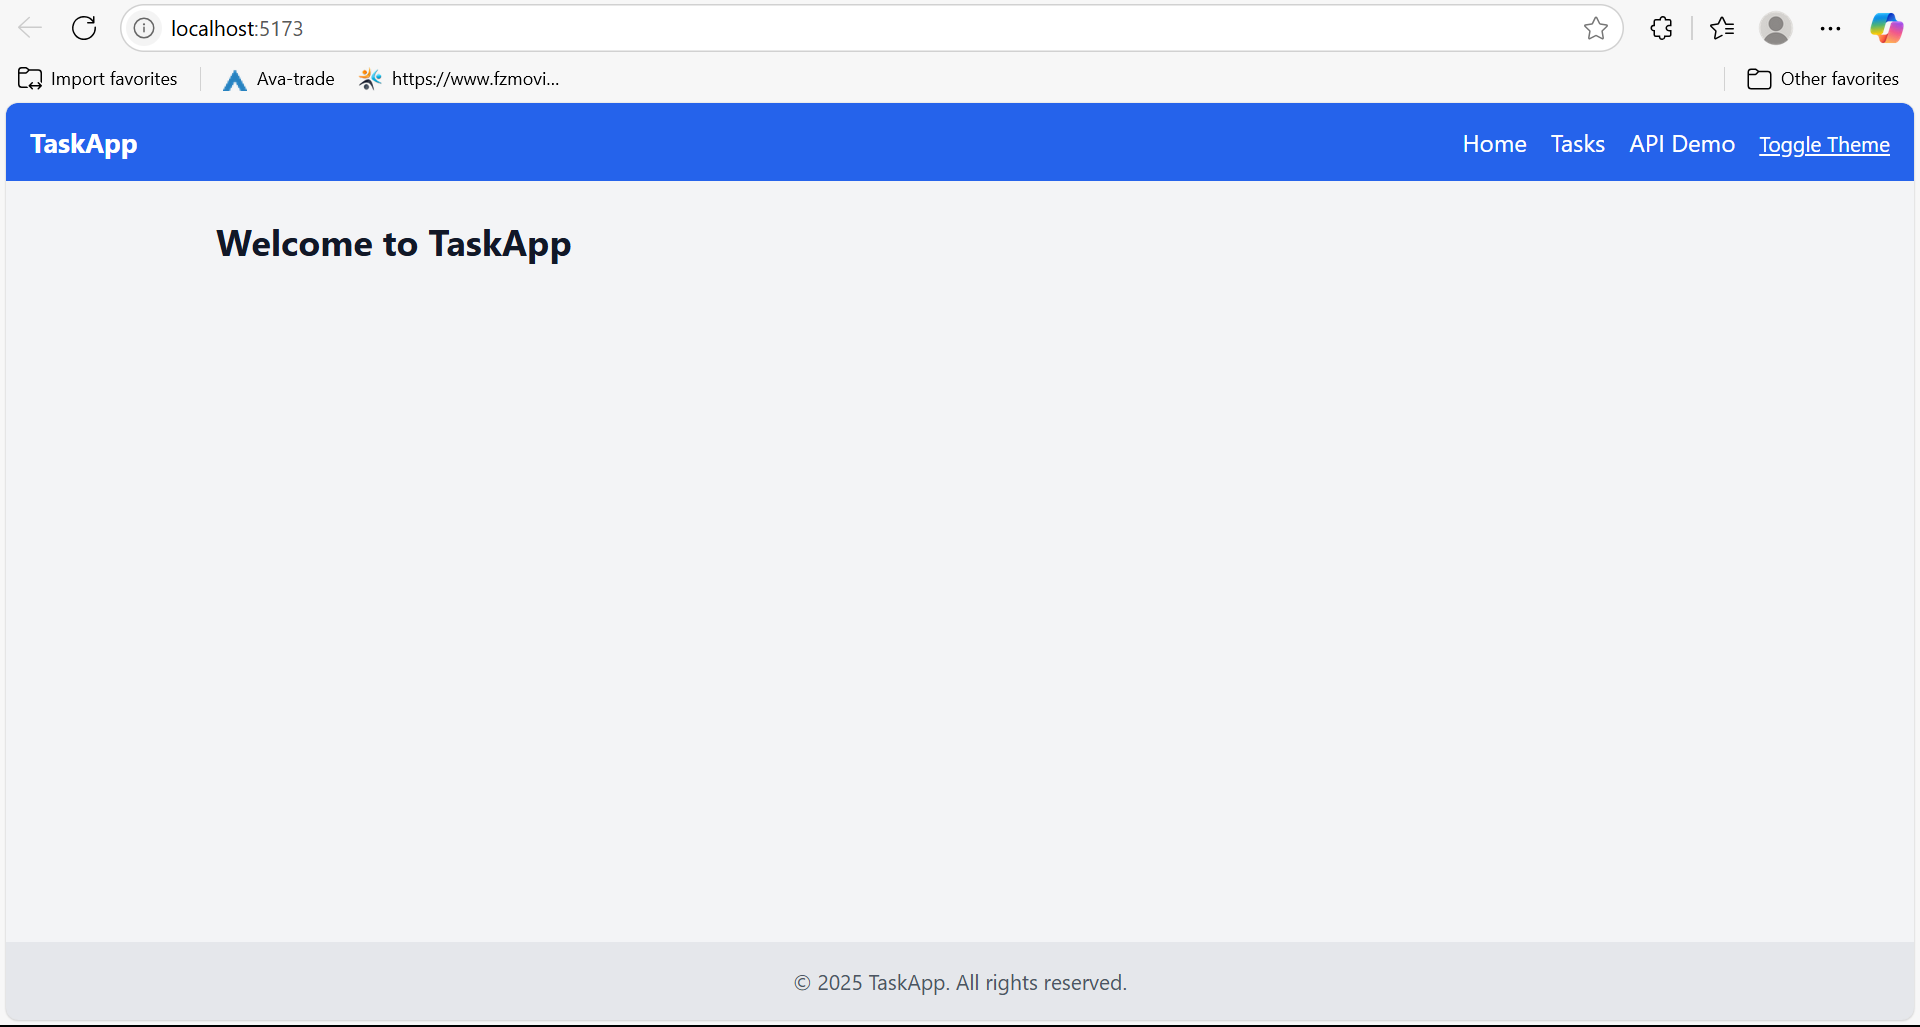 localhost:5173
Import favorites
Ava-trade
https://www.fzmovi...
Other favorites
TaskApp
Home
Tasks
API Demo
Toggle Theme
Welcome to TaskApp
© 2025 TaskApp. All rights reserved.